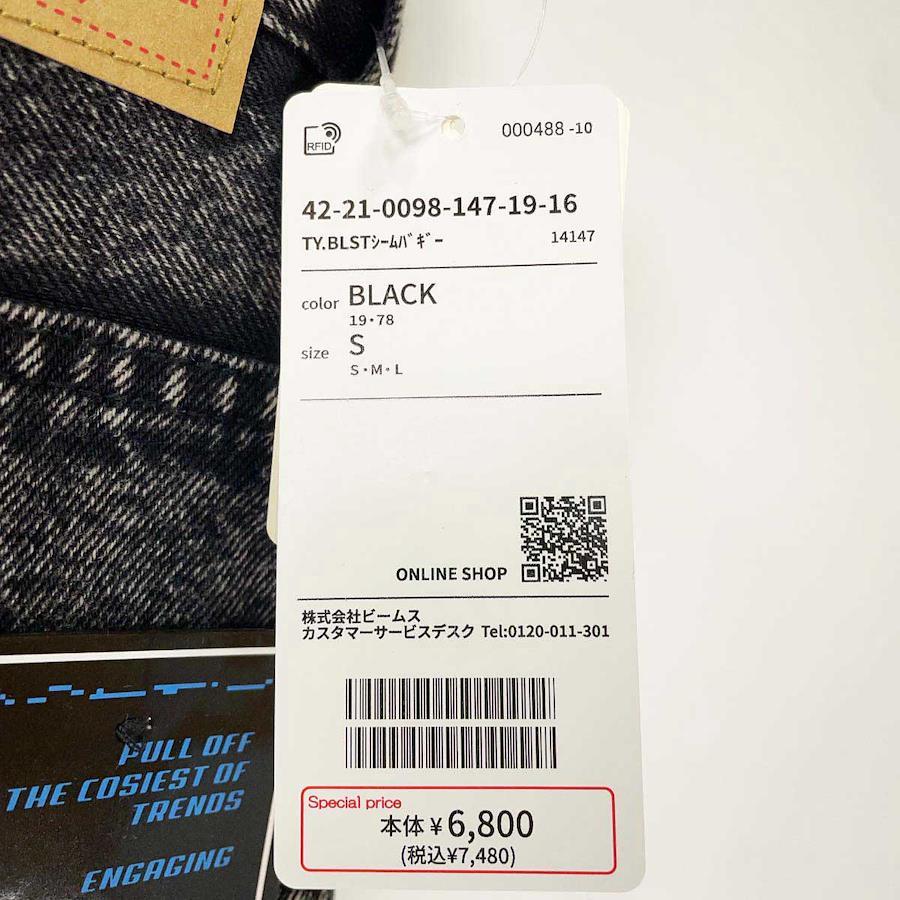 RFID
000488 -10
42-21-0098-147-19-16
TY.BLSTｼｰﾑﾊﾞｷﾞｰ
14147
color BLACK
19・78
size S
S・M・L
ONLINE SHOP
株式会社ビームス
カスタマーサービスデスク Tel:0120-011-301
Special price
本体 ¥ 6,800
(税込¥7,480)
PULL OFF
THE COSIEST OF
TRENDS
ENGAGING